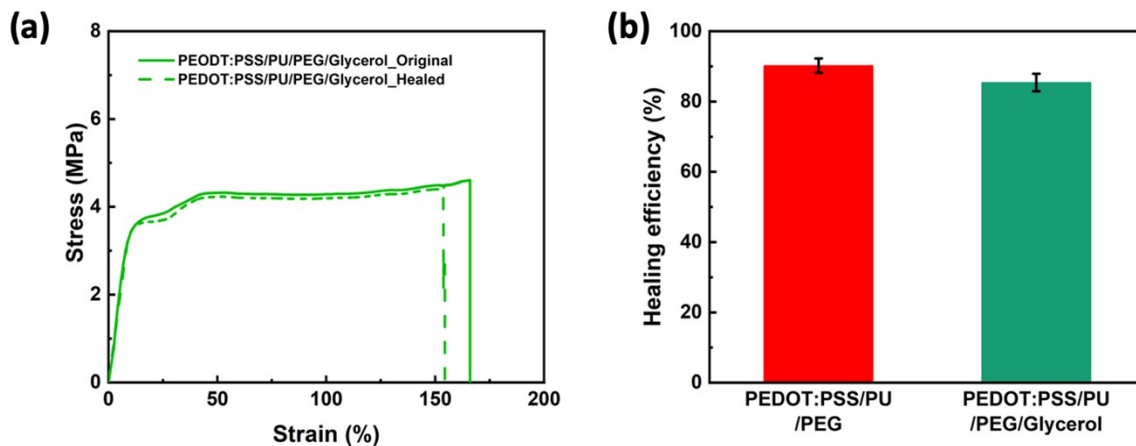 (a)
8
6
4
2
0
0
50
100
150
200
Stress (MPa)
Strain (%)
PEODT:PSS/PU/PEG/Glycerol_Original
PEDOT:PSS/PU/PEG/Glycerol_Healed
(b)
100
80
60
40
20
0
Healing efficiency (%)
PEDOT:PSS/PU
/PEG
PEDOT:PSS/PU
/PEG/Glycerol